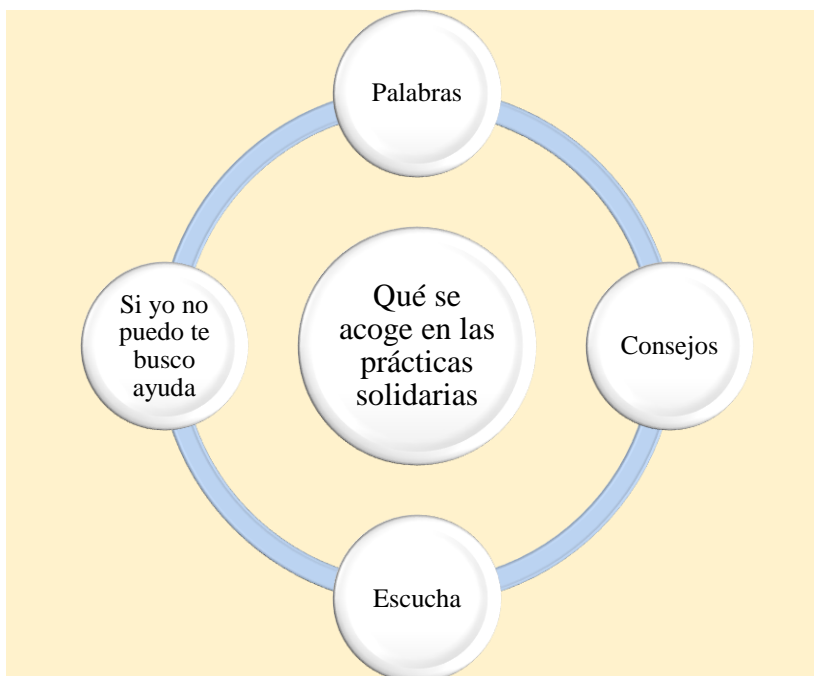 Palabras
Si yo no
puedo te
busco
ayuda
Qué se
acoge en las
prácticas
solidarias
Consejos
Escucha